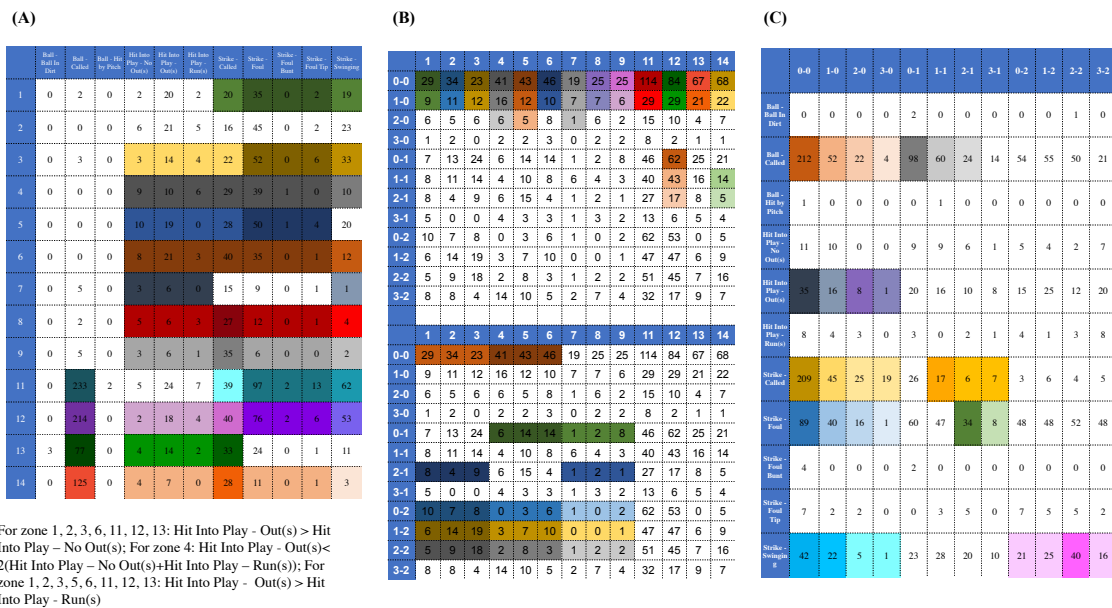 (A)
(B)
(C)
Ball - Ball In Dirt Ball - Called Ball - Hit by Pitch Hit Into Play - No Out(s) Hit Into Play - Out(s) Hit Into Play - Run(s) Strike - Called Strike - Foul Strike - Foul Bunt Strike - Foul Tip Strike - Swinging
1 0 2 0 2 20 2 20 35 0 2 19
2 0 0 0 6 21 5 16 45 0 2 23
3 0 3 0 3 14 4 22 52 0 6 33
4 0 0 0 9 10 6 29 39 1 0 10
5 0 0 0 10 19 0 28 50 1 4 20
6 0 0 0 8 21 3 40 35 0 1 12
7 0 0 0 3 6 0 15 9 0 1 1
8 0 2 0 5 6 3 27 12 0 1 4
9 0 5 0 3 6 1 35 6 0 0 2
11 0 233 2 5 24 7 39 97 2 13 62
12 0 214 0 2 18 4 40 76 2 6 53
13 3 77 0 4 14 2 33 24 0 1 11
14 0 125 0 4 7 0 28 11 0 1 3
For zone 1, 2, 3, 6, 11, 12, 13: Hit Into Play - Out(s) > Hit
Into Play – No Out(s); For zone 4: Hit Into Play - Out(s)<
2(Hit Into Play – No Out(s)+Hit Into Play – Run(s)); For
zone 1, 2, 3, 5, 6, 11, 12, 13: Hit Into Play - Out(s) > Hit
Into Play - Run(s)
1 2 3 4 5 6 7 8 9 11 12 13 14
0-0 29 34 23 41 43 46 19 25 25 114 84 67 68
1-0 9 11 12 16 12 10 7 7 6 29 29 21 22
2-0 6 5 6 6 5 8 1 6 2 15 10 4 7
3-0 1 2 0 2 2 3 0 2 2 8 2 1 1
0-1 7 13 24 6 14 14 1 2 8 46 62 25 21
1-1 8 11 14 4 10 8 6 4 3 40 43 16 14
2-1 8 4 9 6 15 4 1 2 1 27 17 8 5
3-1 5 0 0 4 3 3 1 3 2 13 6 5 4
0-2 10 7 8 0 3 6 1 0 2 62 53 0 5
1-2 6 14 19 3 7 10 0 0 1 47 47 6 9
2-2 5 9 18 2 8 3 1 2 2 51 45 7 16
3-2 8 8 4 14 10 5 2 7 4 32 17 9 7
1 2 3 4 5 6 7 8 9 11 12 13 14
0-0 29 34 23 41 43 46 19 25 25 114 84 67 68
1-0 9 11 12 16 12 10 7 7 6 29 29 21 22
2-0 6 5 6 6 5 8 1 6 2 15 10 4 7
3-0 1 2 0 2 2 3 0 2 2 8 2 1 1
0-1 7 13 24 6 14 14 1 2 8 46 62 25 21
1-1 8 11 14 4 10 8 6 4 3 40 43 16 14
2-1 8 4 9 6 15 4 1 2 1 27 17 8 5
3-1 5 0 0 4 3 3 1 3 2 13 6 5 4
0-2 10 7 8 0 3 6 1 0 2 62 53 0 5
1-2 6 14 19 3 7 10 0 0 1 47 47 6 9
2-2 5 9 18 2 8 3 1 2 2 51 45 7 16
3-2 8 7 4 14 10 5 2 7 4 32 17 9 7
0-0 1-0 2-0 3-0 0-1 1-1 2-1 3-1 0-2 1-2 2-2 3-2
Ball - Ball In Dirt 0 0 0 0 2 0 0 0 0 0 1 0
Ball - Called 212 52 22 4 98 60 24 14 54 55 50 21
Ball - Hit by Pitch 1 0 0 0 0 1 0 0 0 0 0 0
Hit Into Play - No Out(s) 11 10 0 0 9 9 6 1 5 4 2 7
Hit Into Play - Out(s) 35 16 8 1 20 16 10 8 15 25 12 20
Hit Into Play - Run(s) 8 4 3 0 3 0 2 1 4 1 3 8
Strike - Called 209 45 25 19 26 17 6 7 3 6 4 5
Strike - Foul 89 40 16 1 60 47 34 8 48 48 52 48
Strike - Foul Bunt 4 0 0 0 2 0 0 0 0 0 0 0
Strike - Foul Tip 7 2 2 0 0 3 5 0 7 5 5 2
Strike - Swinging 42 22 5 1 23 28 20 10 21 25 40 16